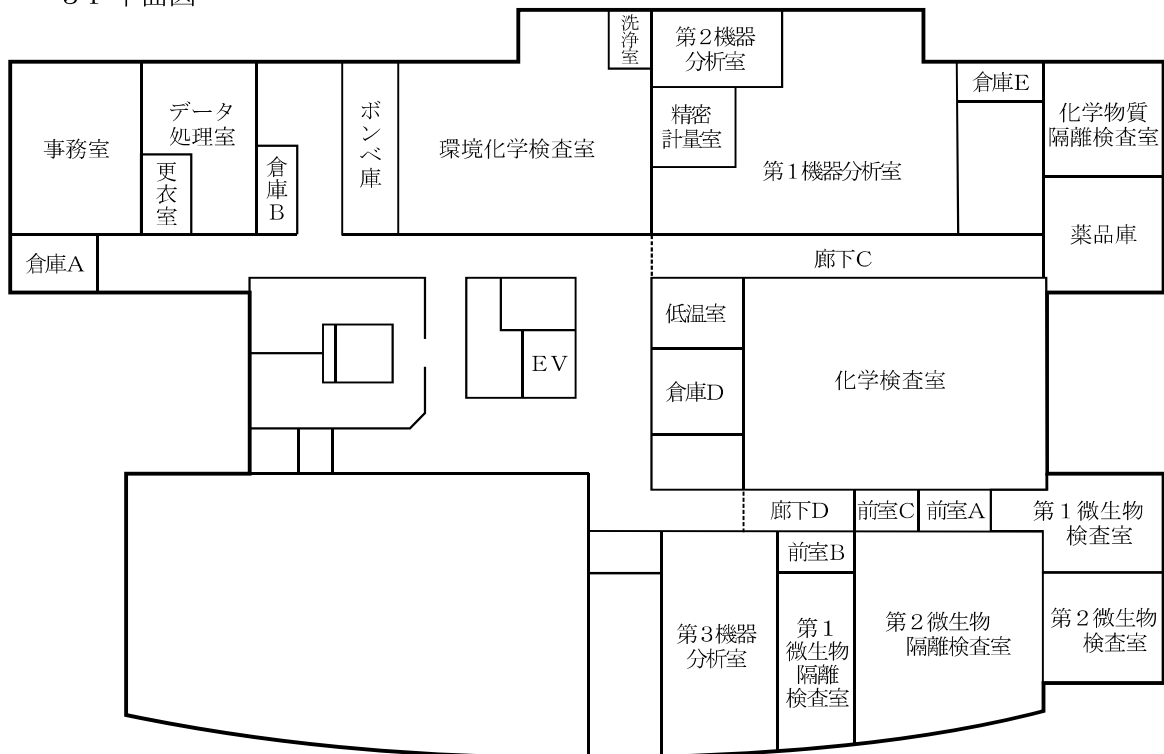 洗浄室
第2機器
分析室
倉庫E
データ
処理室
ボンベ庫
精密
計量室
化学物質
隔離検査室
事務室
環境化学検査室
更衣室
倉庫B
第1機器分析室
薬品庫
倉庫A
廊下C
低温室
EV
化学検査室
倉庫D
廊下D
前室C
前室A
第1微生物
検査室
前室B
第3機器
分析室
第1
微生物
隔離
検査室
第2微生物
隔離検査室
第2微生物
検査室